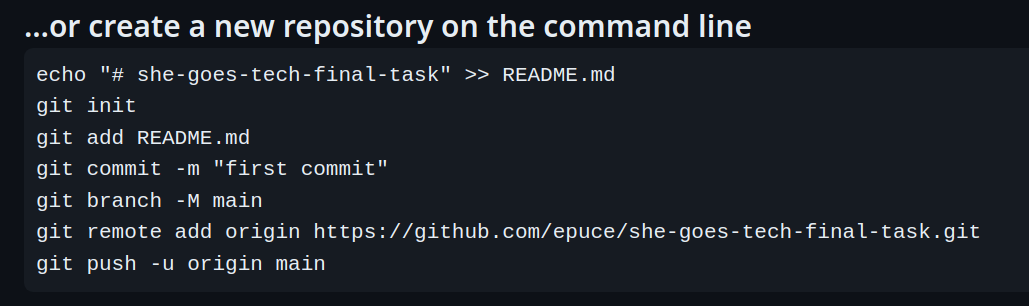 ...or create a new repository on the command line
echo "# she-goes-tech-final-task" >> README.md
git init
git add README.md
git commit -m "first commit"
git branch -M main
git remote add origin https://github.com/epuce/she-goes-tech-final-task.git
git push -u origin main